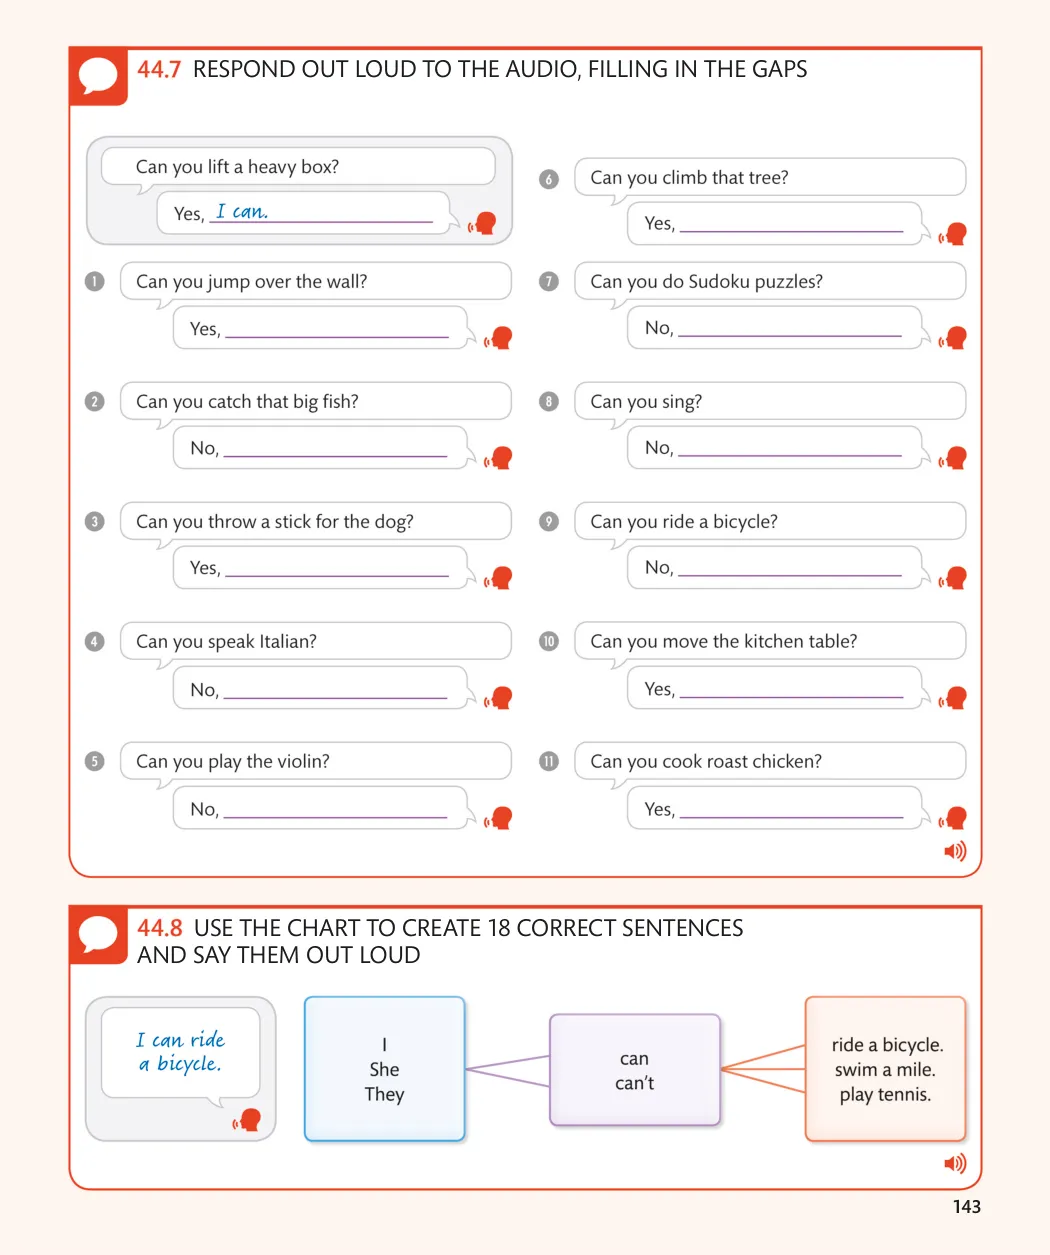 44.7 RESPOND OUT LOUD TO THE AUDIO, FILLING IN THE GAPS
Can you lift a heavy box?
Yes, I can.
1 Can you jump over the wall?
Yes,
2 Can you catch that big fish?
No,
3 Can you throw a stick for the dog?
Yes,
4 Can you speak Italian?
No,
5 Can you play the violin?
No,
6 Can you climb that tree?
Yes,
7 Can you do Sudoku puzzles?
No,
8 Can you sing?
No,
9 Can you ride a bicycle?
No,
10 Can you move the kitchen table?
Yes,
11 Can you cook roast chicken?
Yes,
44.8 USE THE CHART TO CREATE 18 CORRECT SENTENCES
AND SAY THEM OUT LOUD
I can ride
a bicycle.
I
She
They
can
can't
ride a bicycle.
swim a mile.
play tennis.
143